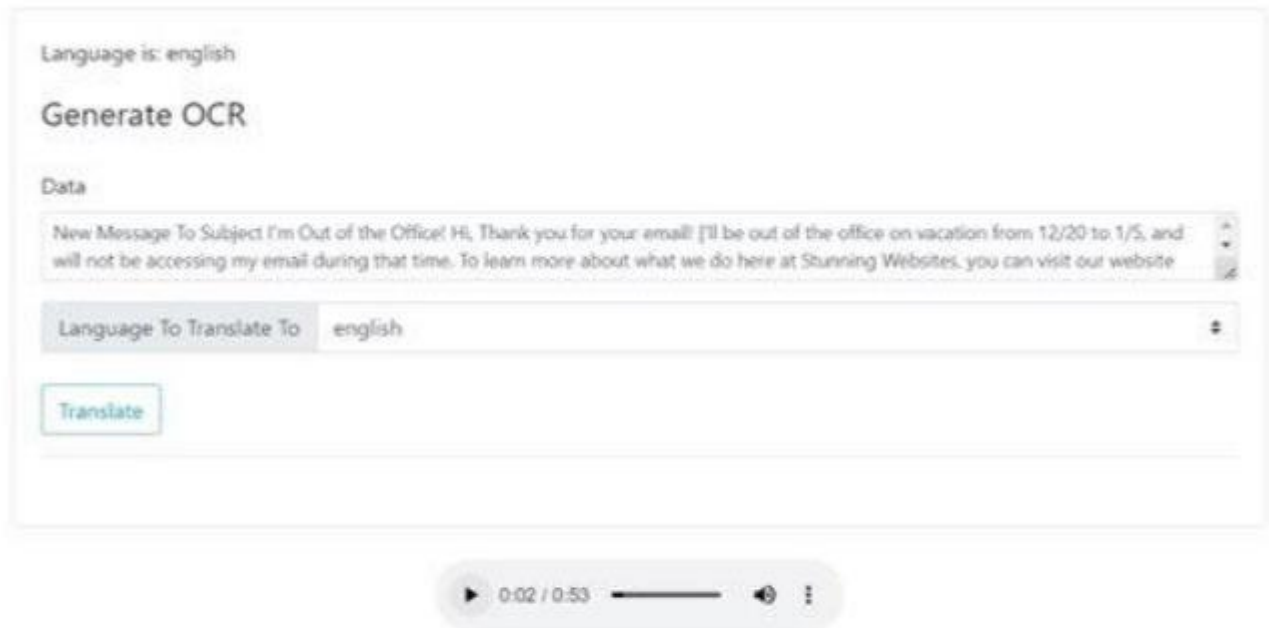 Language is: english
Generate OCR
Data
New Message To Subject I'm Out of the Office! Hi, Thank you for your email! I'll be out of the office on vacation from 12/20 to 1/5, and
will not be accessing my email during that time. To learn more about what we do here at Stunning Websites, you can visit our website
Language To Translate To english
Translate
0:02 / 0:53